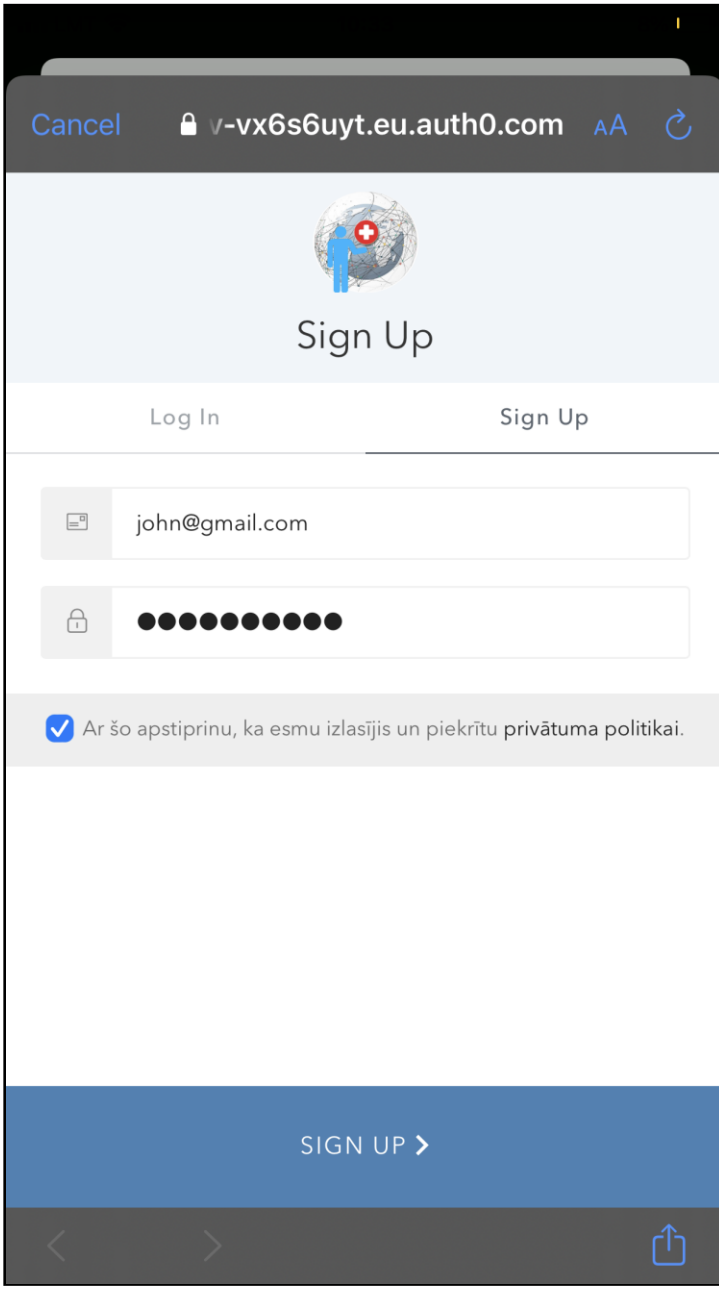 Cancel v-vx6s6uyt.eu.auth0.com AA
Sign Up
Log In Sign Up
john@gmail.com
●●●●●●●●●●
Ar šo apstiprinu, ka esmu izlasījis un piekrītu privātuma politikai.
SIGN UP